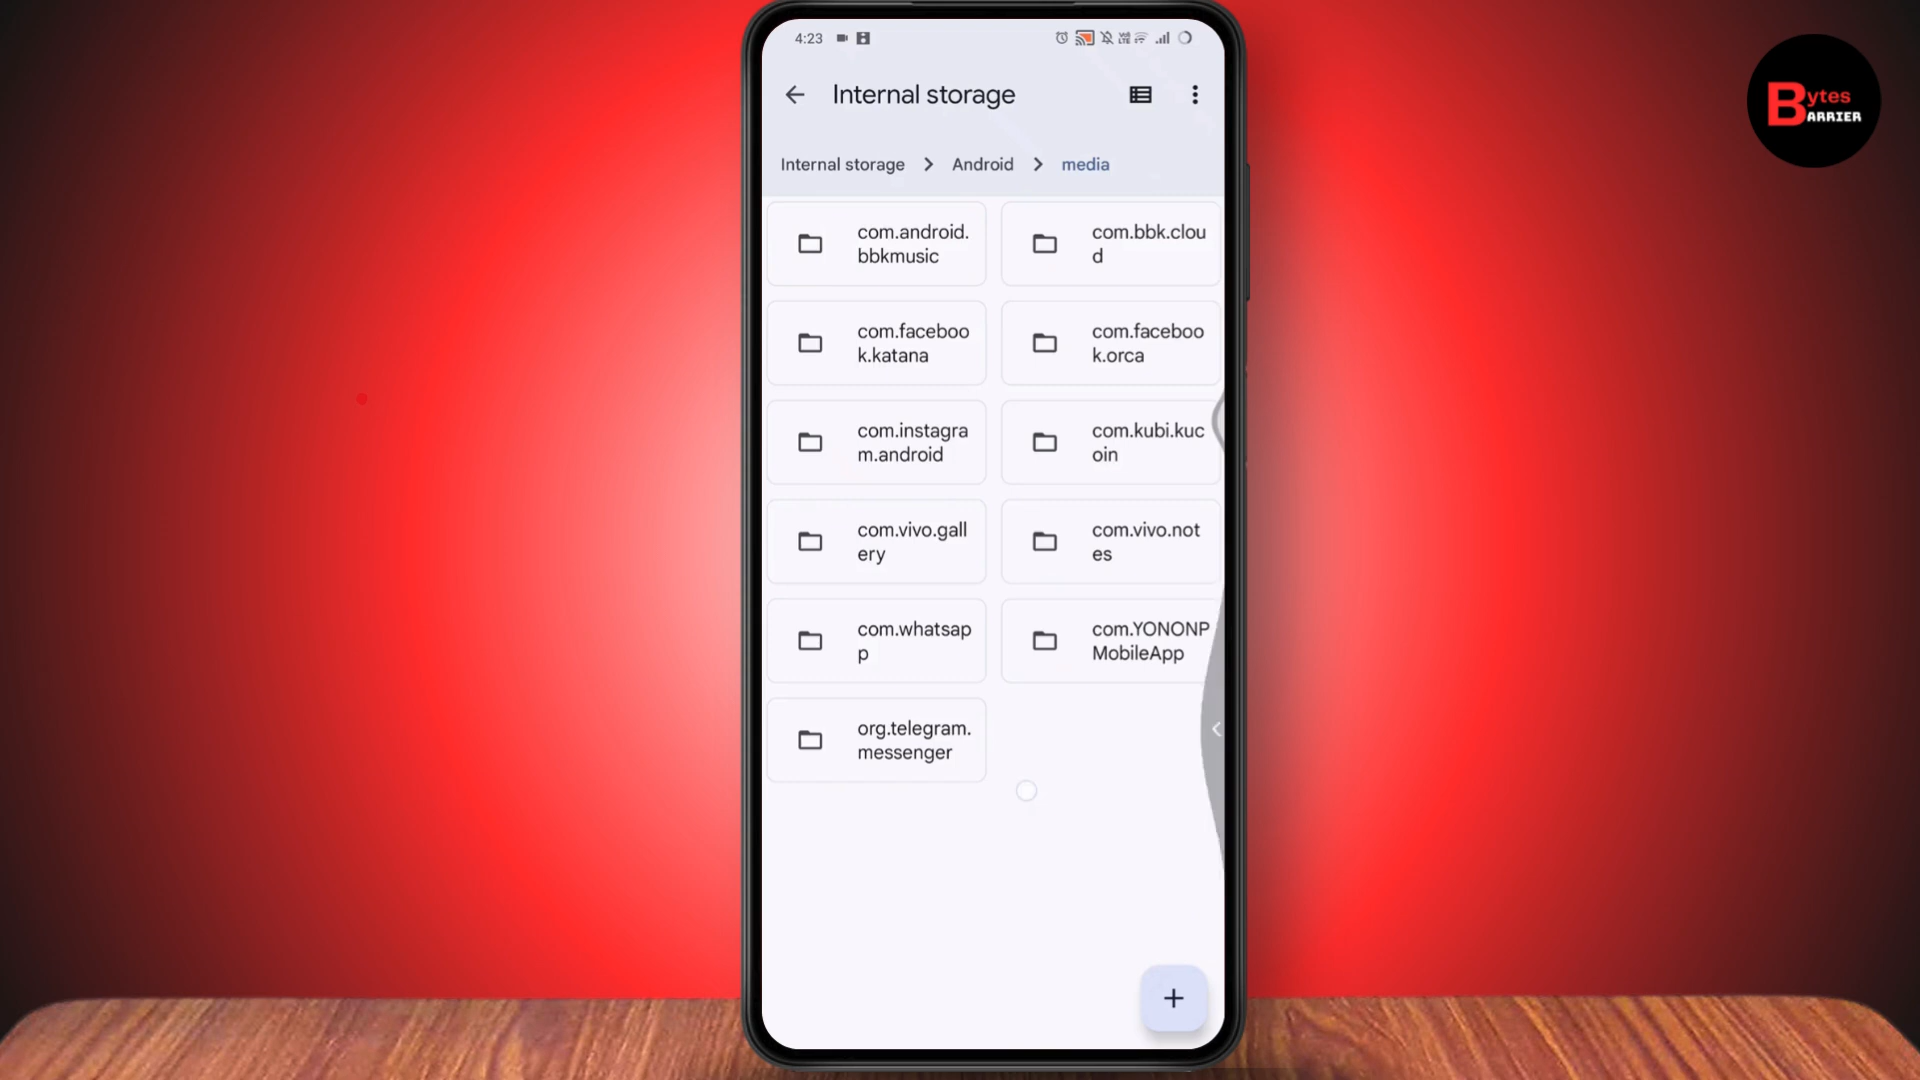 4:23
Internal storage
Internal storage > Android > media
com.android.
bbkmusic
com.bbk.clou
d
com.faceboo
k.katana
com.faceboo
k.orca
com.instagra
m.android
com.kubi.kuc
oin
com.vivo.gall
ery
com.vivo.not
es
com.whatsap
p
com.YONONP
MobileApp
org.telegram.
messenger
Bytes
BARRIER